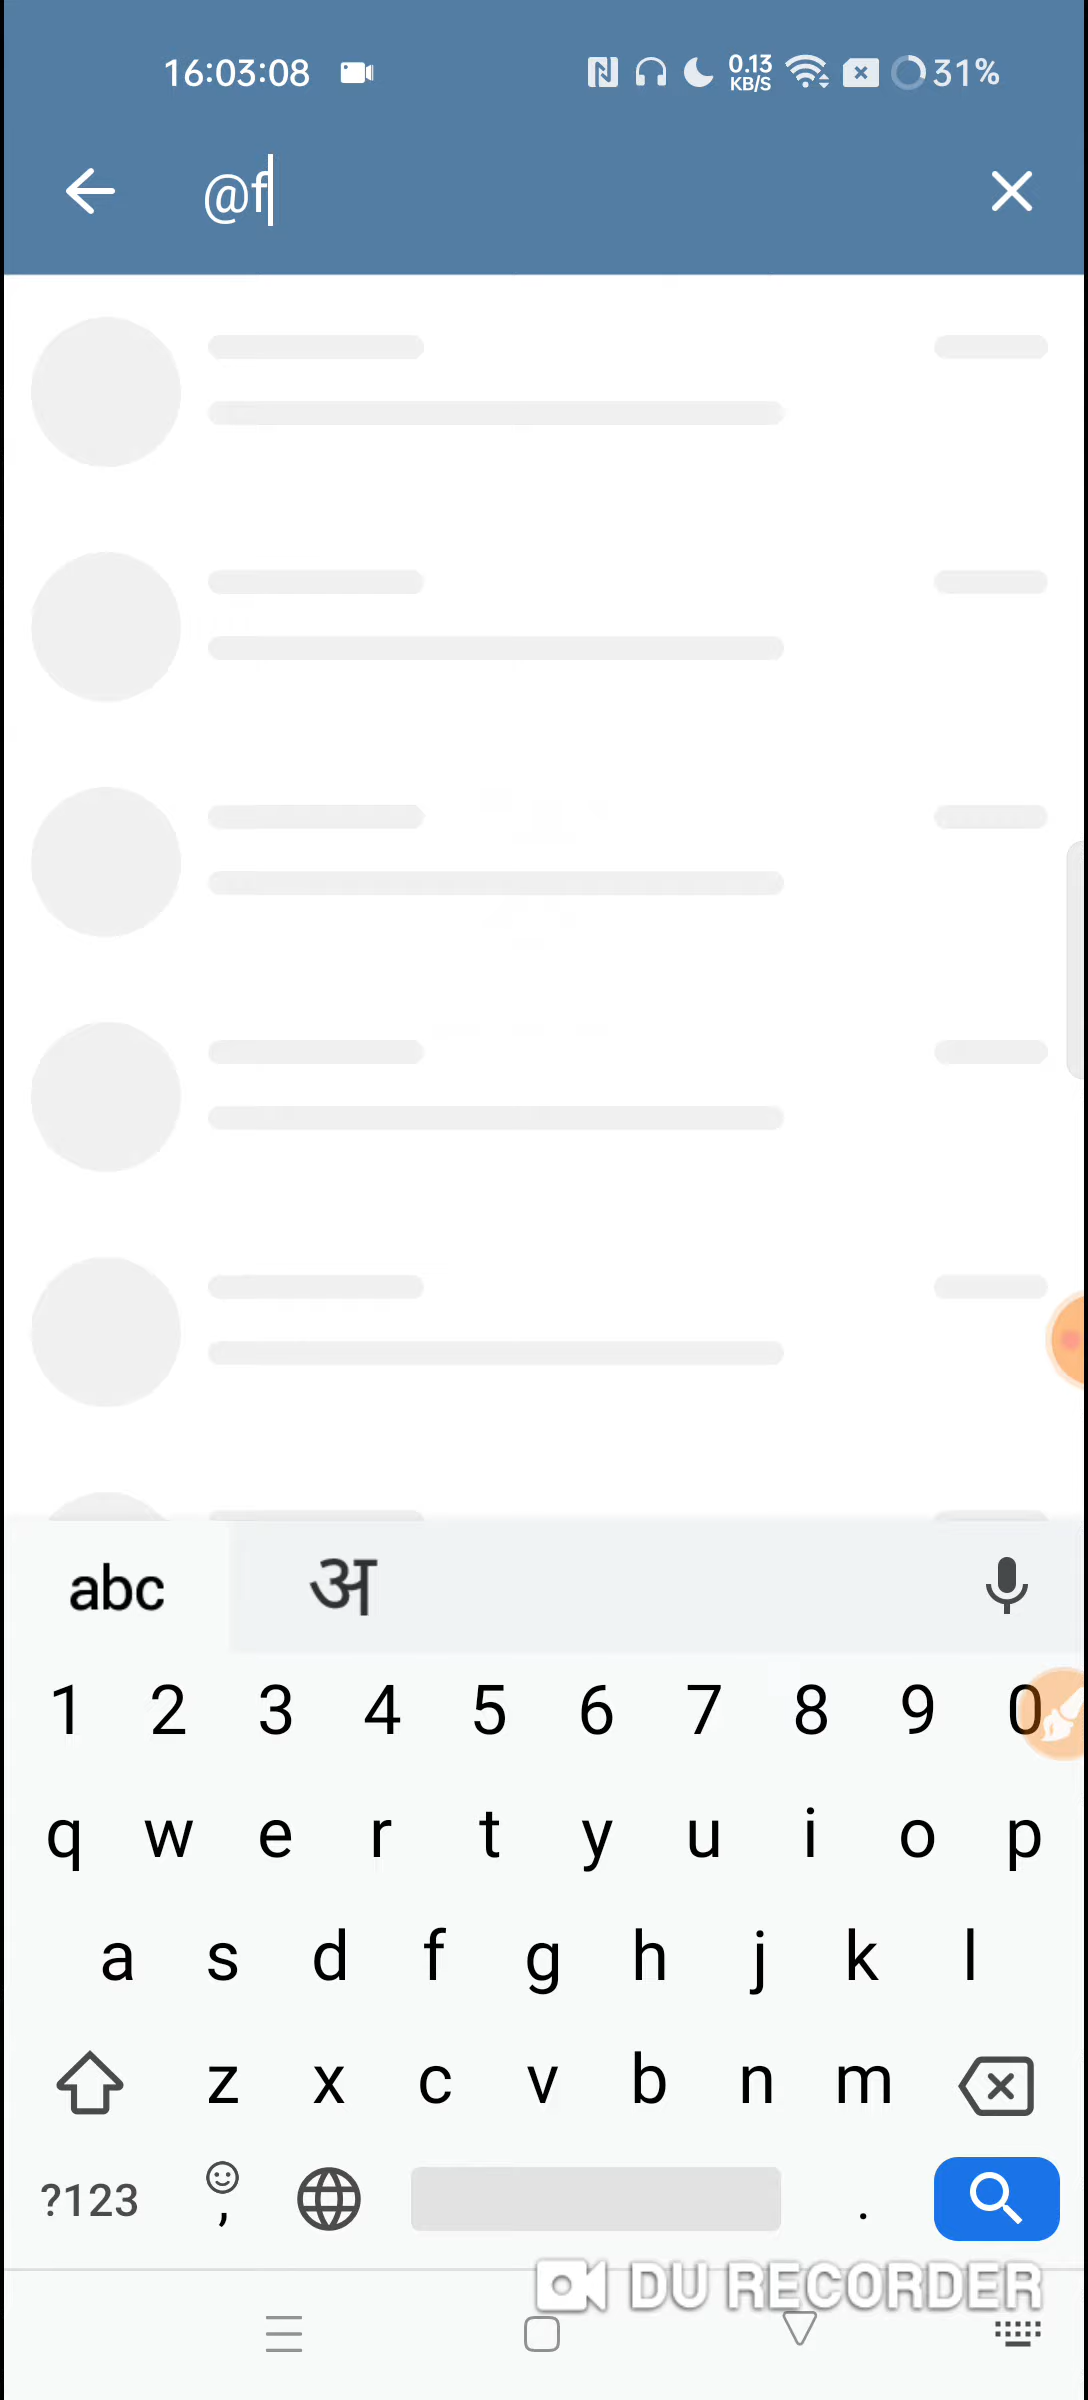 16:03:08 0.13 KB/S 31%
@f
abc अ
1 2 3 4 5 6 7 8 9 0
q w e r t y u i o p
a s d f g h j k l
z x c v b n m
?123 , .
DU RECORDER